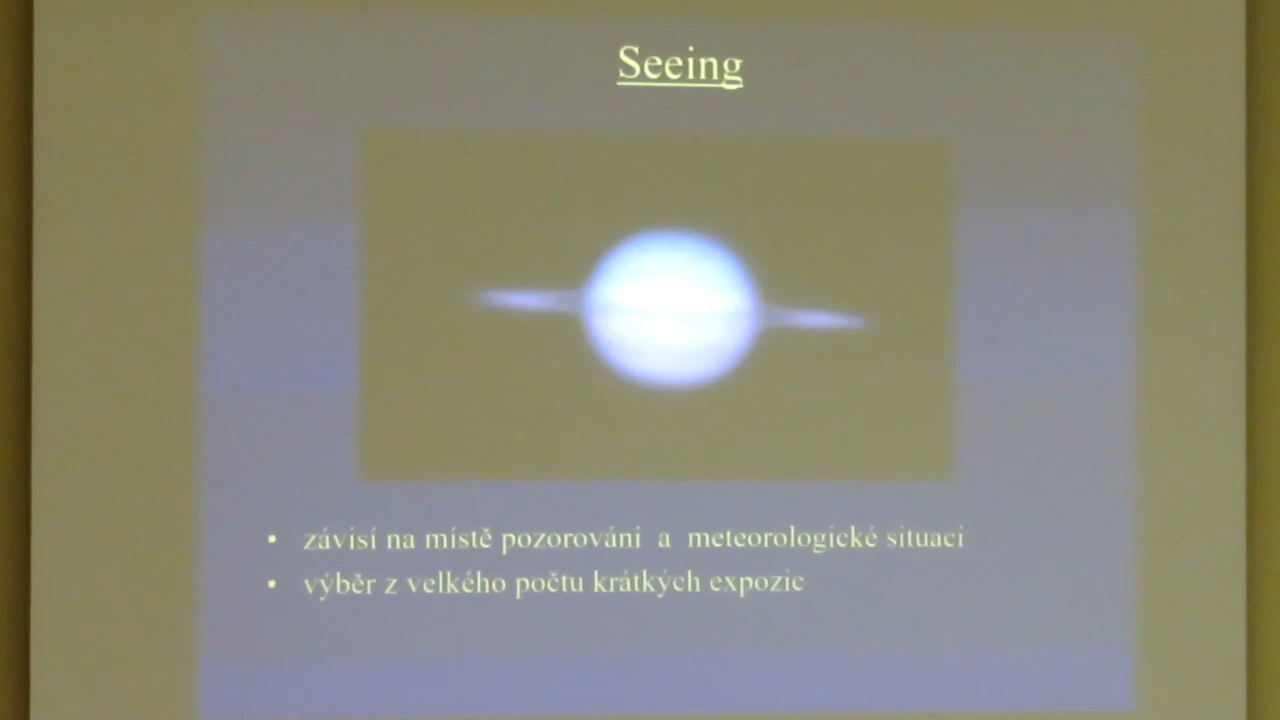 Seeing
• závisí na místě pozorování a meteorologické situaci
• výběr z velkého počtu krátkých expozic